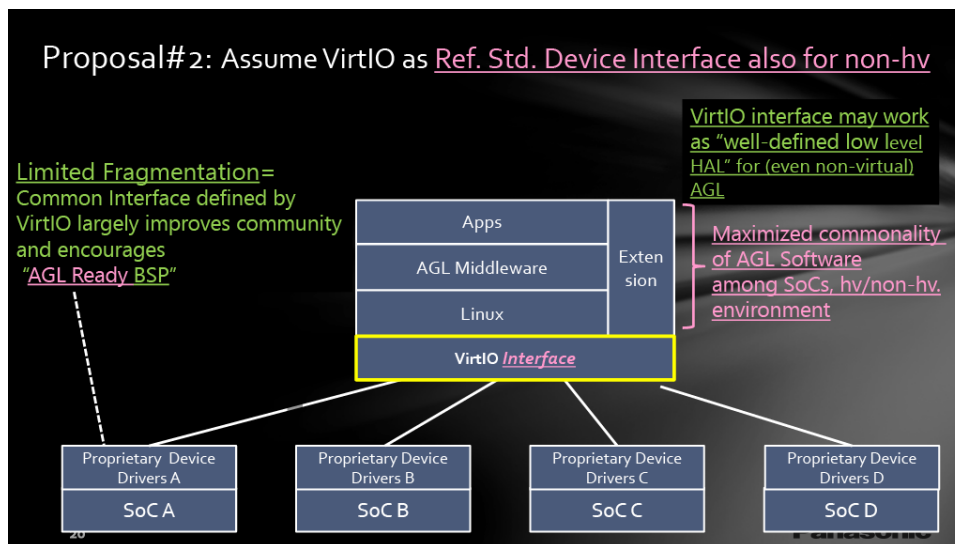 Proposal#2: Assume VirtIO as Ref. Std. Device Interface also for non-hv
VirtIO interface may work
as “well-defined low level
HAL” for (even non-virtual)
AGL
Limited Fragmentation=
Common Interface defined by
VirtIO largely improves community
and encourages
“AGL Ready BSP”
Apps
AGL Middleware
Linux
Exten
sion
VirtIO Interface
Maximized commonality
of AGL Software
among SoCs, hv/non-hv.
environment
Proprietary Device
Drivers A
SoC A
Proprietary Device
Drivers B
SoC B
Proprietary Device
Drivers C
SoC C
Proprietary Device
Drivers D
SoC D
20
Panasonic